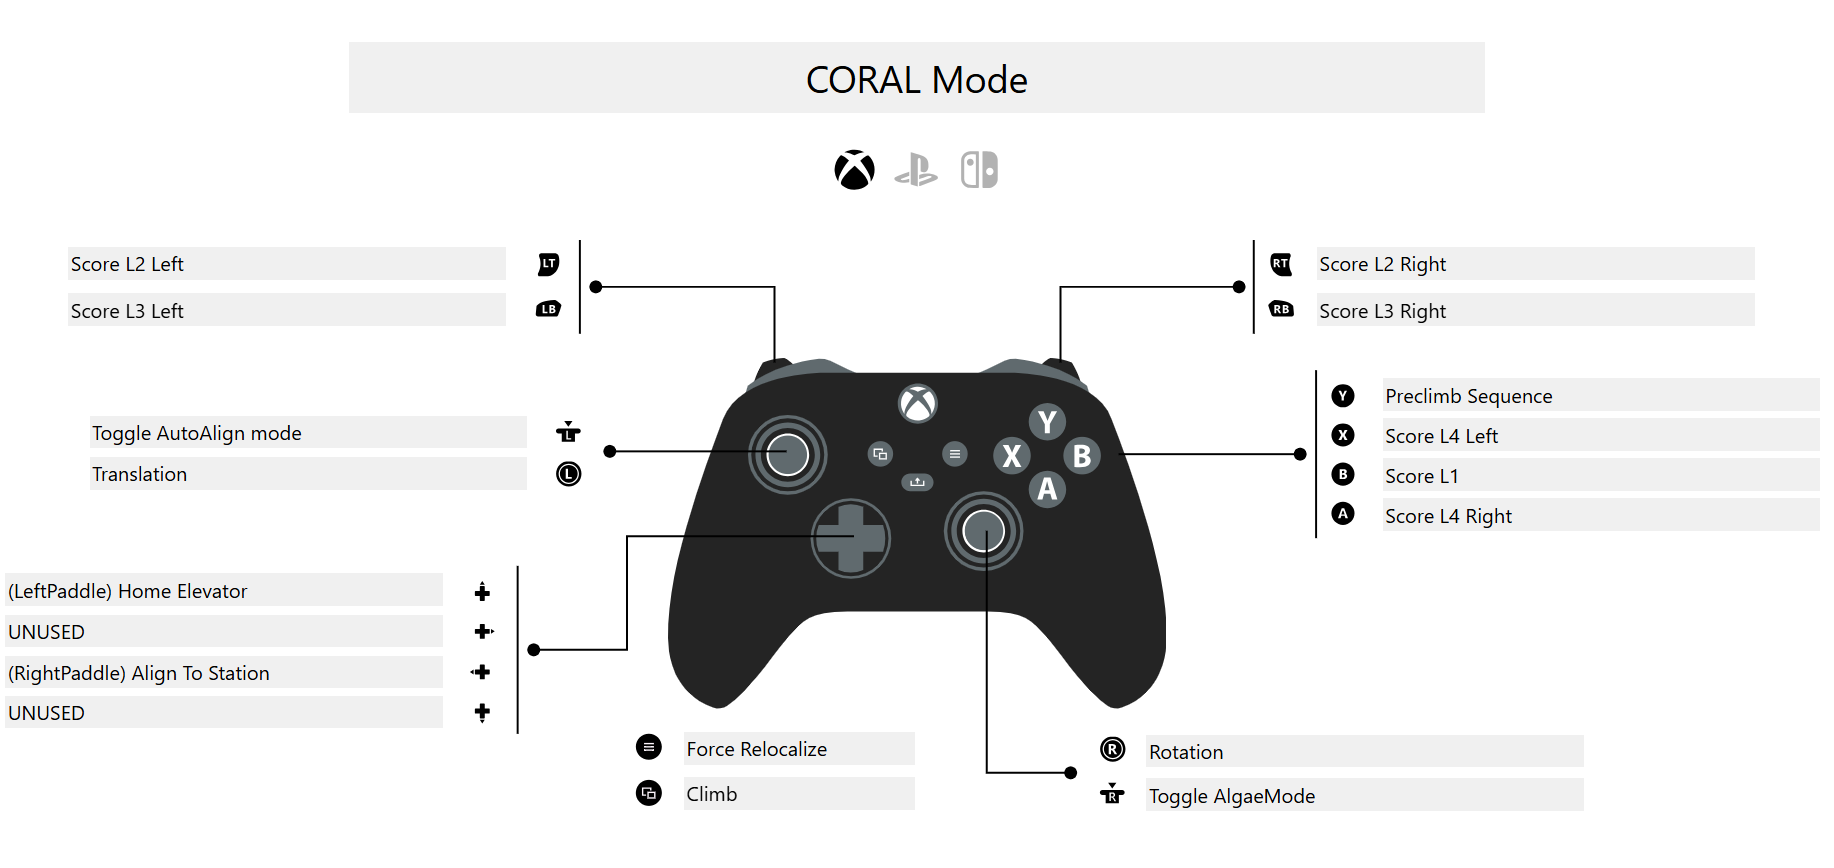 CORAL Mode
Score L2 Left
LT
Score L3 Left
LB
RT
Score L2 Right
RB
Score L3 Right
Toggle AutoAlign mode
L
Translation
L
Y
X
B
A
Y
Preclimb Sequence
X
Score L4 Left
B
Score L1
A
Score L4 Right
(LeftPaddle) Home Elevator
UNUSED
(RightPaddle) Align To Station
UNUSED
Force Relocalize
Climb
R
Rotation
R
Toggle AlgaeMode